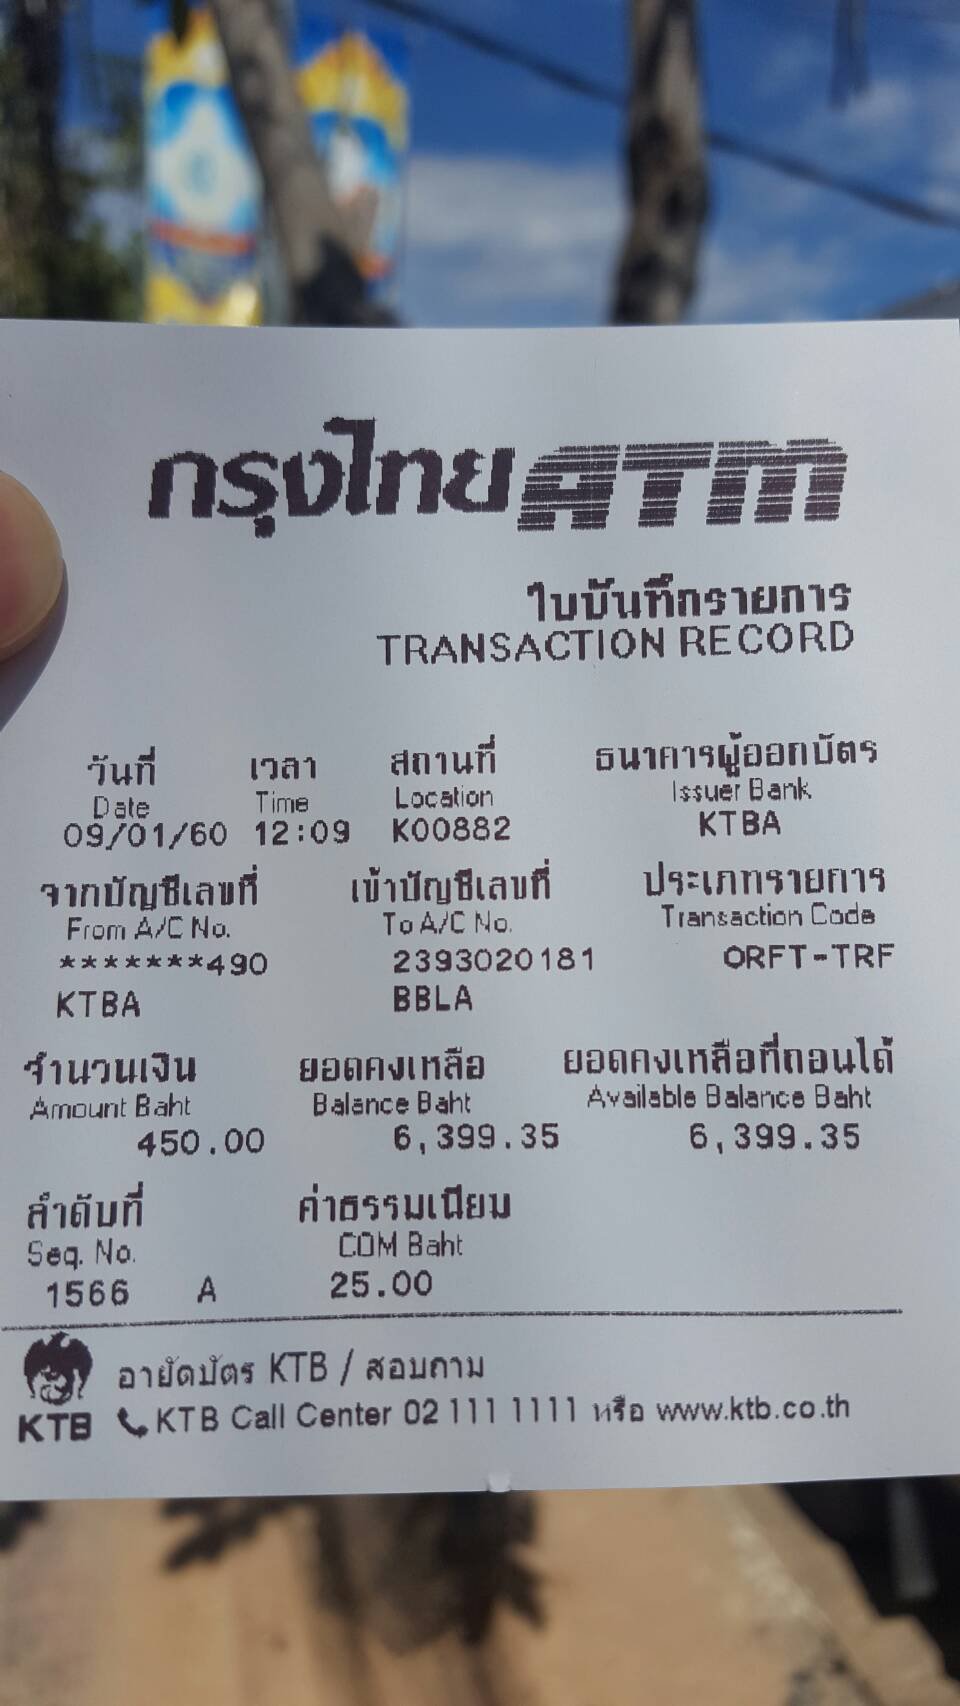 กรุงไทย ATM
ใบบันทึกรายการ
TRANSACTION RECORD
วันที่ เวลา สถานที่ ธนาคารผู้ออกบัตร
Date Time Location Issuer Bank
09/01/60 12:09 K00882 KTBA
จากบัญชีเลขที่ เข้าบัญชีเลขที่ ประเภทรายการ
From A/C No. To A/C No. Transaction Code
*******490 2393020181 ORFT-TRF
KTBA BBLA
จำนวนเงิน ยอดคงเหลือ ยอดคงเหลือที่ถอนได้
Amount Baht Balance Baht Available Balance Baht
450.00 6,399.35 6,399.35
ลำดับที่ ค่าธรรมเนียม
Seq. No. COM Baht
1566 A 25.00
อายัดบัตร KTB / สอบถาม
KTB KTB Call Center 02 111 1111 หรือ www.ktb.co.th